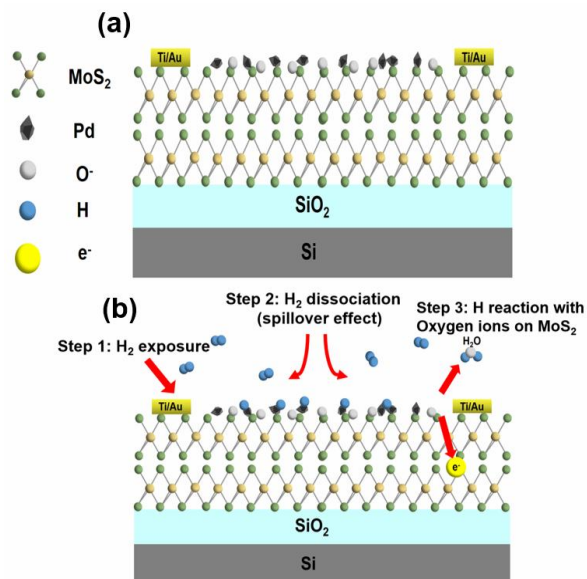 (a)
Ti/Au
Ti/Au
MoS₂
Pd
O⁻
H
e⁻
SiO₂
Si
(b)
Step 1: H₂ exposure
Step 2: H₂ dissociation
(spillover effect)
Step 3: H reaction with
Oxygen ions on MoS₂
H₂O
Ti/Au
Ti/Au
e⁻
SiO₂
Si